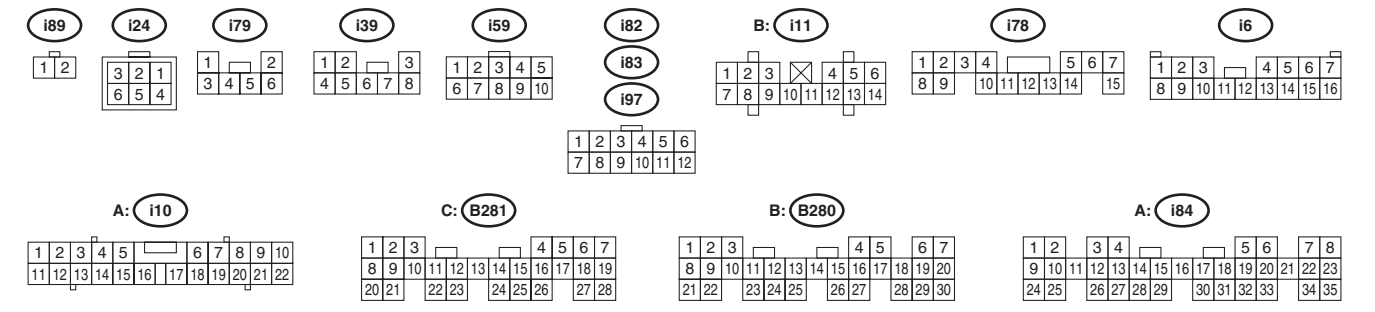 i89 i24 i79 i39 i59 i82 B: i11 i78 i6
i83
i97
1 2
3 2 1
6 5 4
1 2
3 4 5 6
1 2 3
4 5 6 7 8
1 2 3 4 5
6 7 8 9 10
1 2 3 4 5 6
7 8 9 10 11 12
1 2 3 4 5 6
7 8 9 10 11 12 13 14
1 2 3 4 5 6 7
8 9 10 11 12 13 14 15
1 2 3 4 5 6 7
8 9 10 11 12 13 14 15 16
A: i10 C: B281 B: B280 A: i84
1 2 3 4 5 6 7 8 9 10
11 12 13 14 15 16 17 18 19 20 21 22
1 2 3 4 5 6 7
8 9 10 11 12 13 14 15 16 17 18 19
20 21 22 23 24 25 26 27 28
1 2 3 4 5 6 7
8 9 10 11 12 13 14 15 16 17 18 19 20
21 22 23 24 25 26 27 28 29 30
1 2 3 4 5 6 7 8
9 10 11 12 13 14 15 16 17 18 19 20 21 22 23
24 25 26 27 28 29 30 31 32 33 34 35